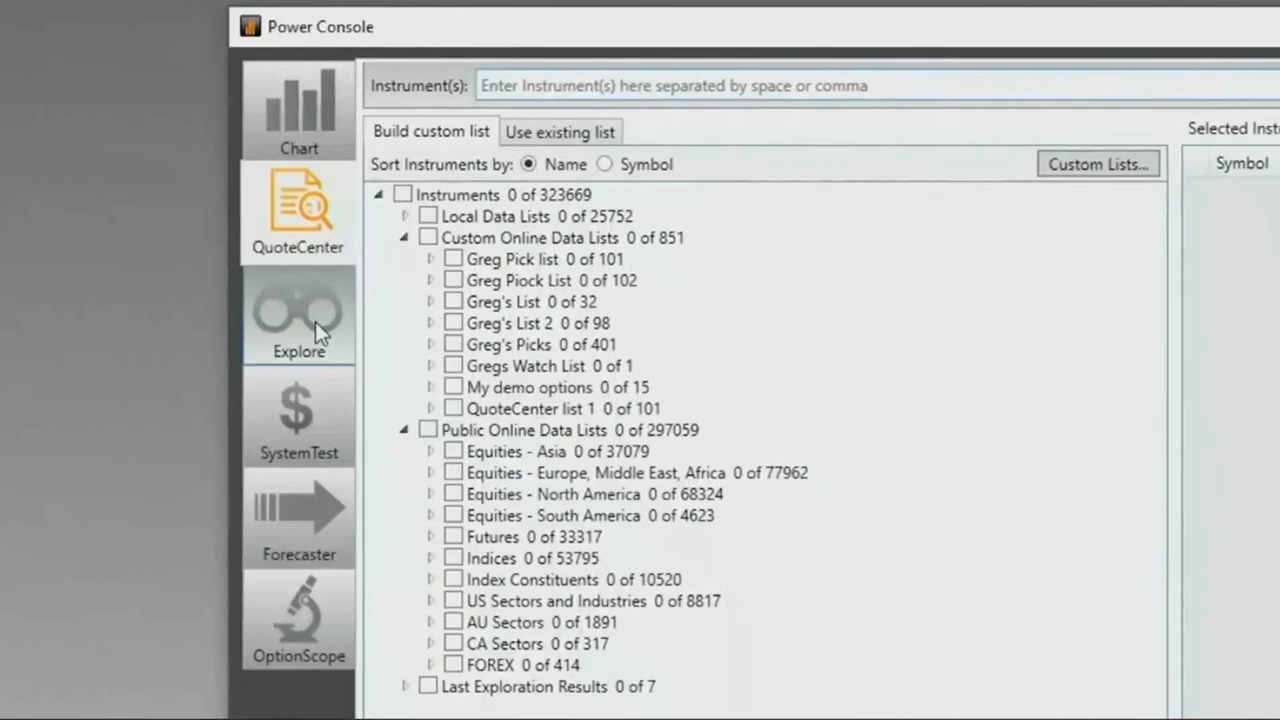 Power Console
Chart
QuoteCenter
Explore
SystemTest
Forecaster
OptionScope
Instrument(s): Enter Instrument(s) here separated by space or comma
Build custom list Use existing list
Sort Instruments by: Name Symbol Custom Lists...
Instruments 0 of 323669
Local Data Lists 0 of 25752
Custom Online Data Lists 0 of 851
Greg Pick list 0 of 101
Greg Piock List 0 of 102
Greg's List 0 of 32
Greg's List 2 0 of 98
Greg's Picks 0 of 401
Gregs Watch List 0 of 1
My demo options 0 of 15
QuoteCenter list 1 0 of 101
Public Online Data Lists 0 of 297059
Equities - Asia 0 of 37079
Equities - Europe, Middle East, Africa 0 of 77962
Equities - North America 0 of 68324
Equities - South America 0 of 4623
Futures 0 of 33317
Indices 0 of 53795
Index Constituents 0 of 10520
US Sectors and Industries 0 of 8817
AU Sectors 0 of 1891
CA Sectors 0 of 317
FOREX 0 of 414
Last Exploration Results 0 of 7
Selected Instr
Symbol